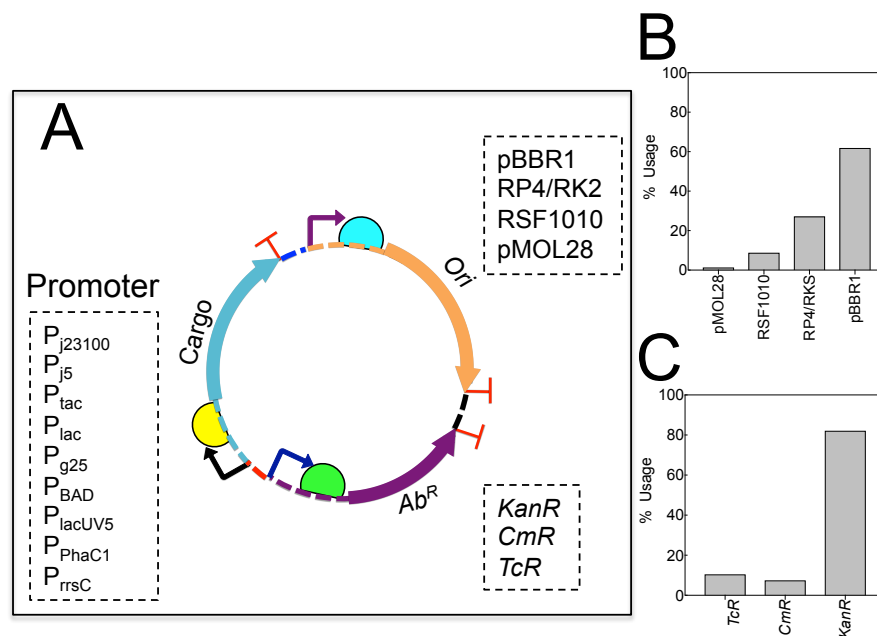 A
pBBR1
RP4/RK2
RSF1010
pMOL28
Promoter
Pj23100
Pj5
Ptac
Plac
Pg25
PBAD
PlacUV5
PPhaC1
PrrsC
Cargo
Ori
AbR
KanR
CmR
TcR
B
% Usage
100
80
60
40
20
0
pMOL28
RSF1010
RP4/RKS
pBBR1
C
% Usage
100
80
60
40
20
0
TcR
CmR
KanR